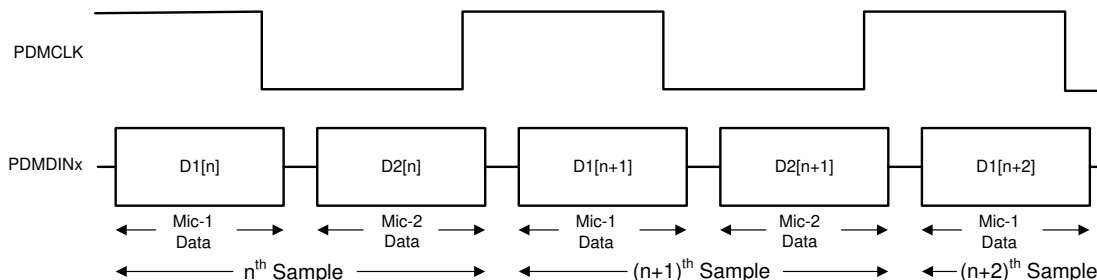 PDMCLK
PDMDINx
D1[n]
D2[n]
D1[n+1]
D2[n+1]
D1[n+2]
Mic-1
Data
Mic-2
Data
Mic-1
Data
Mic-2
Data
Mic-1
Data
nth Sample
(n+1)th Sample
(n+2)th Sample